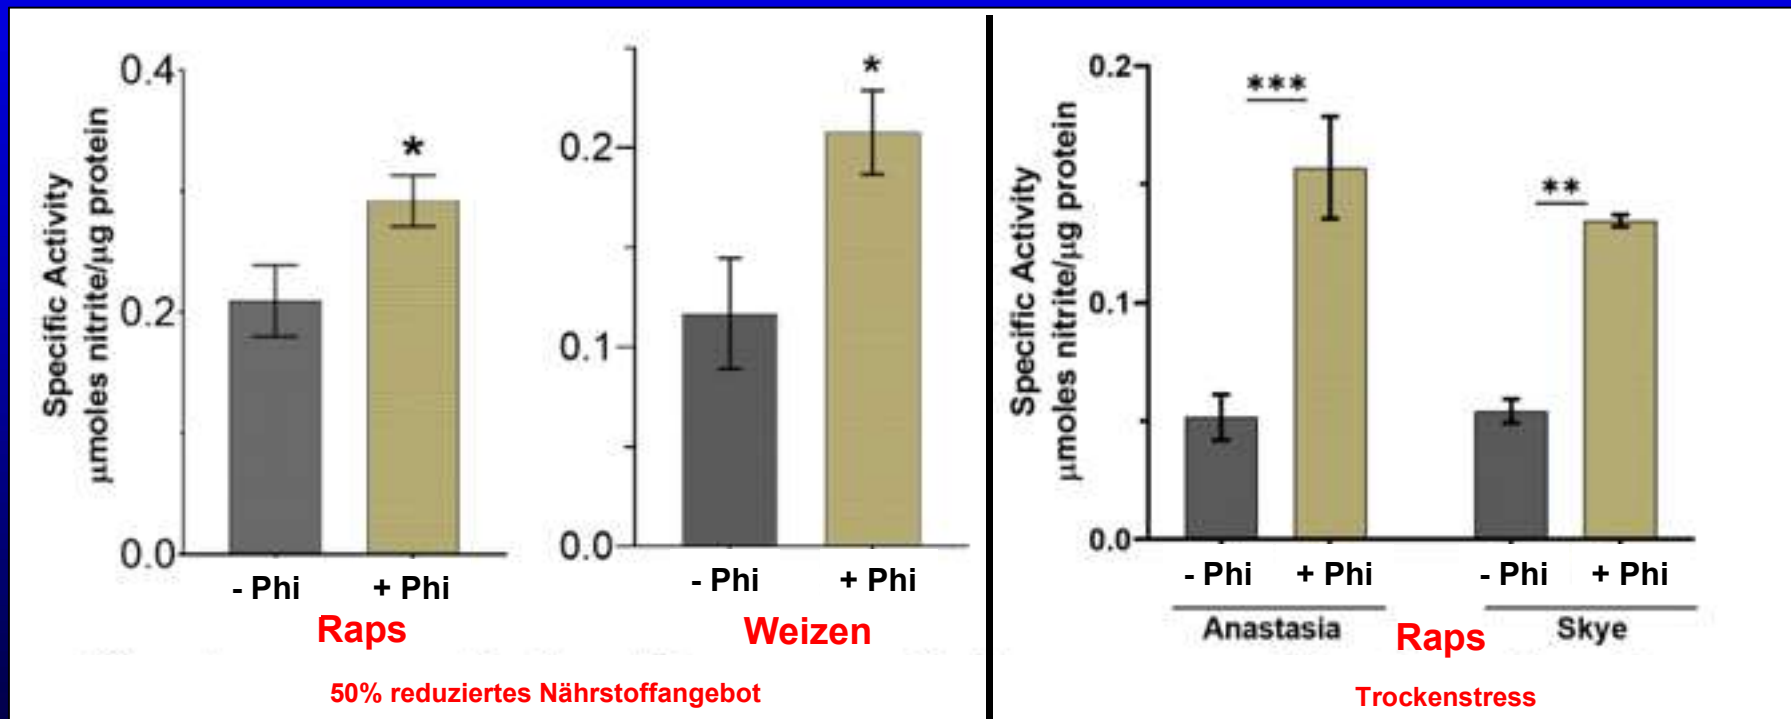 Specific Activity
µmoles nitrite/µg protein
0.4
0.2
0.0
*
- Phi
+ Phi
Raps
0.2
0.1
0.0
*
- Phi
+ Phi
Weizen
50% reduziertes Nährstoffangebot
Specific Activity
µmoles nitrite/µg protein
0.2
0.1
0.0
***
**
- Phi
+ Phi
- Phi
+ Phi
Anastasia
Raps
Skye
Trockenstress